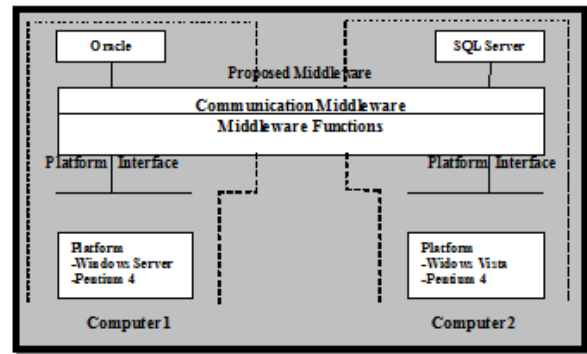 Oracle
SQL Server
Proposed Middleware
Communication Middleware
Middleware Functions
Platform Interface
Platform Interface
Platform
-Windows Server
-Pentium 4
Platform
-Widows Vista
-Pentium 4
Computer 1
Computer 2